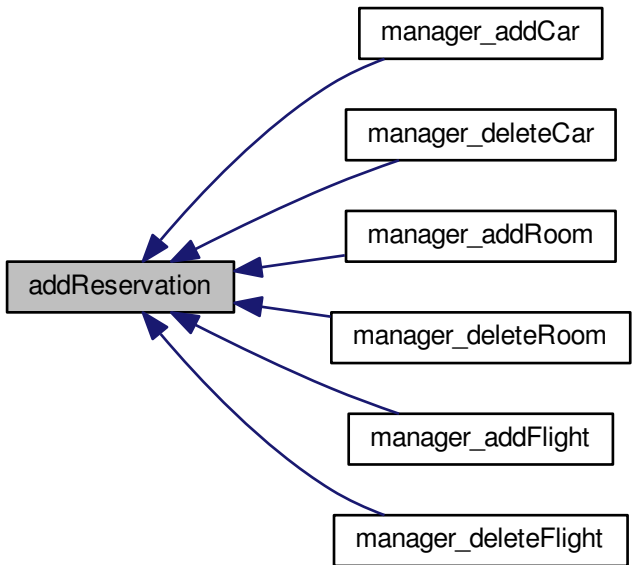 manager_addCar
manager_deleteCar
manager_addRoom
addReservation
manager_deleteRoom
manager_addFlight
manager_deleteFlight